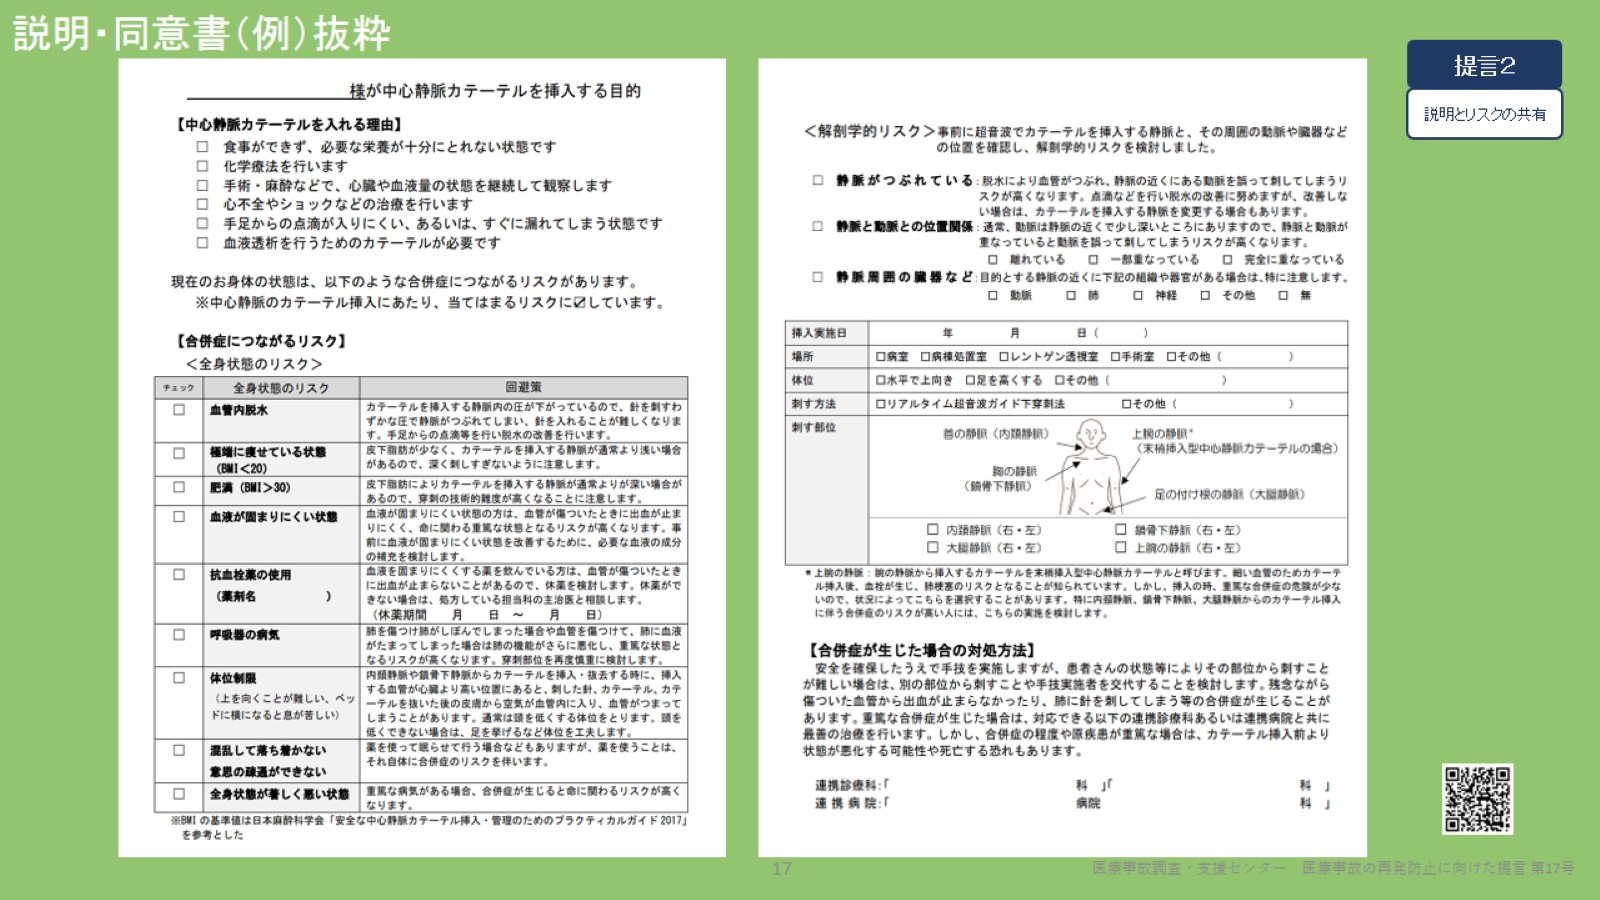 説明・同意書(例)抜粋
提言2
説明とリスクの共有
様が中心静脈カテーテルを挿入する目的
【中心静脈カテーテルを入れる理由】
□ 食事ができず、必要な栄養が十分にとれない状態です
□ 化学療法を行います
□ 手術・麻酔などで、心臓や血液量の状態を継続して観察します
□ 心不全やショックなどの治療を行います
□ 手足からの点滴が入りにくい、あるいは、すぐに漏れてしまう状態です
□ 血液透析を行うためのカテーテルが必要です
現在のお身体の状態は、以下のような合併症につながるリスクがあります。
※中心静脈のカテーテル挿入にあたり、当てはまるリスクに☑しています。
【合併症につながるリスク】
＜全身状態のリスク＞
チェック 全身状態のリスク 回避策
□ 血管内脱水
カテーテルを挿入する静脈内の圧が下がっているので、針を刺すわ
ずかな圧で静脈がつぶれてしまい、針を入れることが難しくなりま
す。手足からの点滴等を行い脱水の改善を行います。
□ 極端に痩せている状態
（BMI＜20）
皮下脂肪が少なく、カテーテルを挿入する静脈が通常より浅い場合
があるので、深く刺しすぎないように注意します。
□ 肥満（BMI＞30）
皮下脂肪によりカテーテルを挿入する静脈が通常よりが深い場合が
あるので、穿刺の技術的難度が高くなることに注意します。
□ 血液が固まりにくい状態
血液が固まりにくい状態の方は、血管が傷ついたときに出血が止ま
りにくく、命に関わる重篤な状態となるリスクが高くなります。事
前に血液が固まりにくい状態を改善するために、必要な血液の成分
の補充を検討します。
□ 抗血栓薬の使用
（薬剤名　　　　　　）
血液を固まりにくくする薬を飲んでいる方は、血管が傷ついたとき
に出血が止まらないことがあるので、休薬を検討します。休薬がで
きない場合は、処方している担当科の主治医と相談します。
（休薬期間　月　日　～　月　日）
□ 呼吸器の病気
肺を傷つけ肺がしぼんでしまった場合や血管を傷つけて、肺に血液
がたまってしまった場合は肺の機能がさらに悪化し、重篤な状態と
なるリスクが高くなります。穿刺部位を再度慎重に検討します。
□ 体位制限
（上を向くことが難しい、ベッ
ドに横になると息が苦しい）
内頚静脈や鎖骨下静脈からカテーテルを挿入・抜去する時に、挿入
する血管が心臓より高い位置にあると、刺した針、カテーテル、カテ
ーテルを抜いた後の皮膚から空気が血管内に入り、血管がつまって
しまうことがあります。通常は頭を低くする体位をとります。頭を
低くできない場合は、足を挙げるなど体位を工夫します。
□ 混乱して落ち着かない
意思の疎通ができない
薬を使って眠らせて行う場合などもありますが、薬を使うことは、
それ自体に合併症のリスクを伴います。
□ 全身状態が著しく悪い状態
重篤な病気がある場合、合併症が生じると命に関わるリスクが高く
なります。
※BMIの基準値は日本麻酔科学会「安全な中心静脈カテーテル挿入・管理のためのプラクティカルガイド2017」
を参考とした
＜解剖学的リスク＞事前に超音波でカテーテルを挿入する静脈と、その周囲の動脈や臓器など
の位置を確認し、解剖学的リスクを検討しました。
□ 静脈がつぶれている：脱水により血管がつぶれ、静脈の近くにある動脈を誤って刺してしまうリ
スクが高くなります。点滴などを行い脱水の改善に努めますが、改善しな
い場合は、カテーテルを挿入する静脈を変更する場合もあります。
□ 静脈と動脈との位置関係：通常、動脈は静脈の近くで少し深いところにありますので、静脈と動脈が
重なっていると動脈を誤って刺してしまうリスクが高くなります。
□ 離れている　□ 一部重なっている　□ 完全に重なっている
□ 静脈周囲の臓器など：目的とする静脈の近くに下記の組織や器官がある場合は、特に注意します。
□ 動脈　□ 肺　□ 神経　□ その他　□ 無
挿入実施日　年　月　日（　　）
場所　□病室　□病棟処置室　□レントゲン透視室　□手術室　□その他（　　　）
体位　□水平で上向き　□足を高くする　□その他（　　　）
刺す方法　□リアルタイム超音波ガイド下穿刺法　□その他（　　　）
刺す部位
首の静脈（内頚静脈）
上腕の静脈*
（末梢挿入型中心静脈カテーテルの場合）
胸の静脈
（鎖骨下静脈）
足の付け根の静脈（大腿静脈）
□ 内頚静脈（右・左）　□ 鎖骨下静脈（右・左）
□ 大腿静脈（右・左）　□ 上腕の静脈（右・左）
*上腕の静脈：腕の静脈から挿入するカテーテルを末梢挿入型中心静脈カテーテルと呼びます。細い血管のためカテーテ
ル挿入後、血栓が生じ、肺梗塞のリスクとなることが知られています。しかし、挿入の時、重篤な合併症の危険が少な
いので、状況によってこちらを選択することがあります。特に内頚静脈、鎖骨下静脈、大腿静脈からのカテーテル挿入
に伴う合併症のリスクが高い人には、こちらの実施を検討します。
【合併症が生じた場合の対処方法】
安全を確保したうえで手技を実施しますが、患者さんの状態等によりその部位から刺すこと
が難しい場合は、別の部位から刺すことや手技実施者を交代することを検討します。残念ながら
傷ついた血管から出血が止まらなかったり、肺に針を刺してしまう等の合併症が生じることが
あります。重篤な合併症が生じた場合は、対応できる以下の連携診療科あるいは連携病院と共に
最善の治療を行います。しかし、合併症の程度や原疾患が重篤な場合は、カテーテル挿入前より
状態が悪化する可能性や死亡する恐れもあります。
連携診療科：「　　　科　」「　　　科　」
連携病院：「　　　病院　　　科　」
17
医療事故調査・支援センター　医療事故の再発防止に向けた提言 第17号